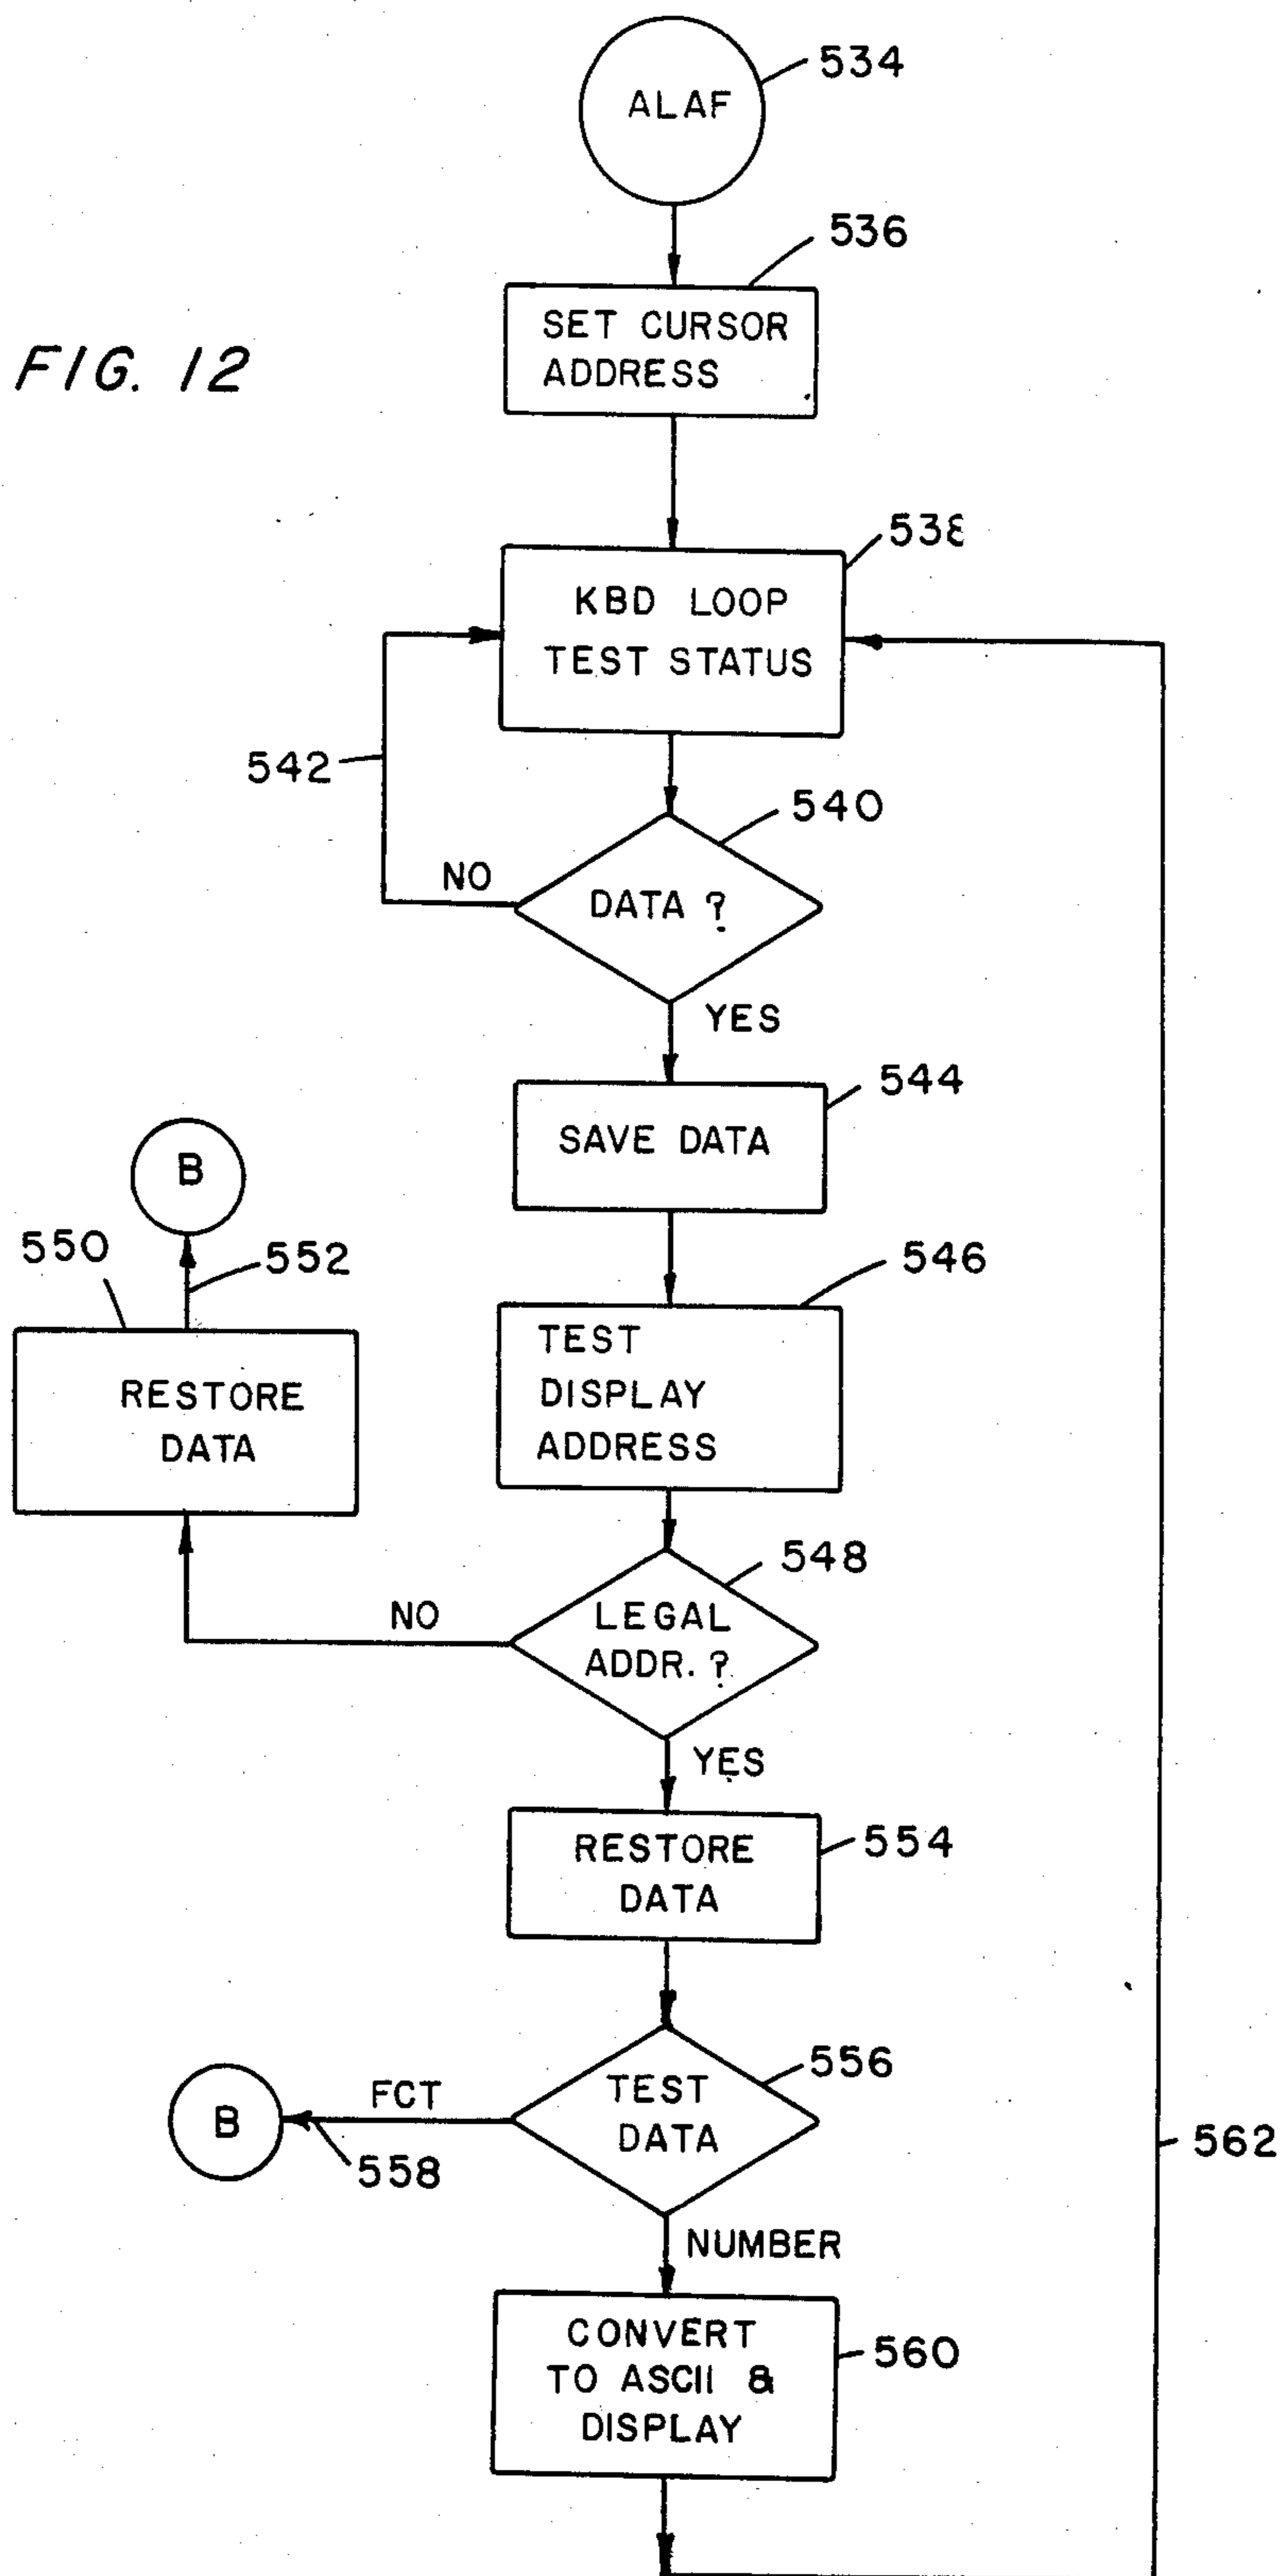 534
ALAF
536
SET CURSOR
ADDRESS
FIG. 12
538
KBD LOOP
TEST STATUS
542
540
NO
DATA ?
YES
544
SAVE DATA
B
550
552
546
TEST
DISPLAY
ADDRESS
RESTORE
DATA
548
NO
LEGAL
ADDR. ?
YES
554
RESTORE
DATA
556
FCT
TEST
DATA
B
558
562
NUMBER
560
CONVERT
TO ASCII &
DISPLAY